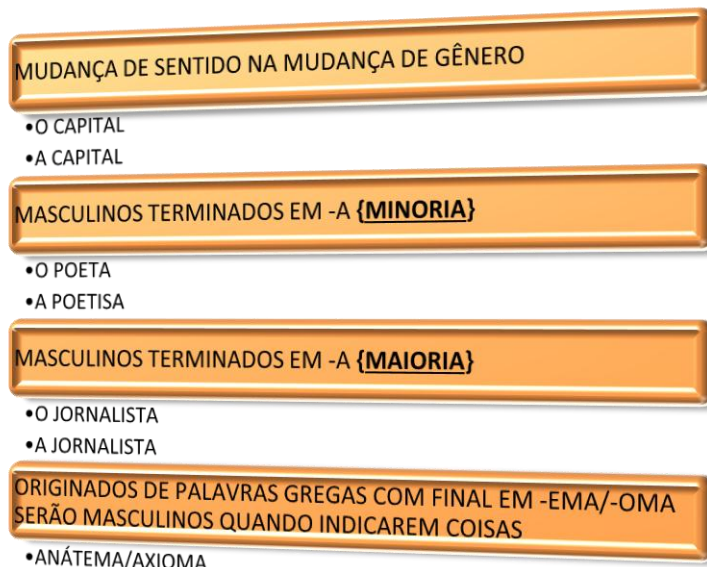 MUDANÇA DE SENTIDO NA MUDANÇA DE GÊNERO
•O CAPITAL
•A CAPITAL
MASCULINOS TERMINADOS EM -A {MINORIA}
•O POETA
•A POETISA
MASCULINOS TERMINADOS EM -A {MAIORIA}
•O JORNALISTA
•A JORNALISTA
ORIGINADOS DE PALAVRAS GREGAS COM FINAL EM -EMA/-OMA
SERÃO MASCULINOS QUANDO INDICAREM COISAS
•ANÁTEMA/AXIOMA